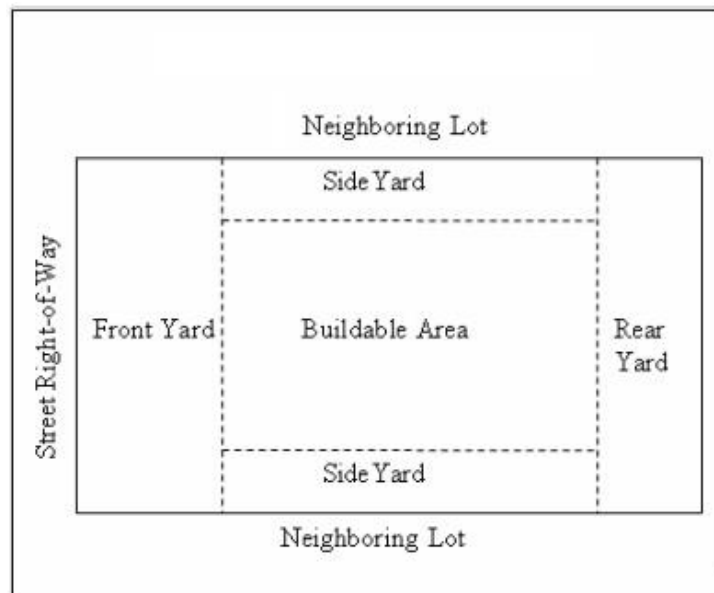 Neighboring Lot
Side Yard
Street Right-of-Way
Front Yard
Buildable Area
Rear
Yard
Side Yard
Neighboring Lot